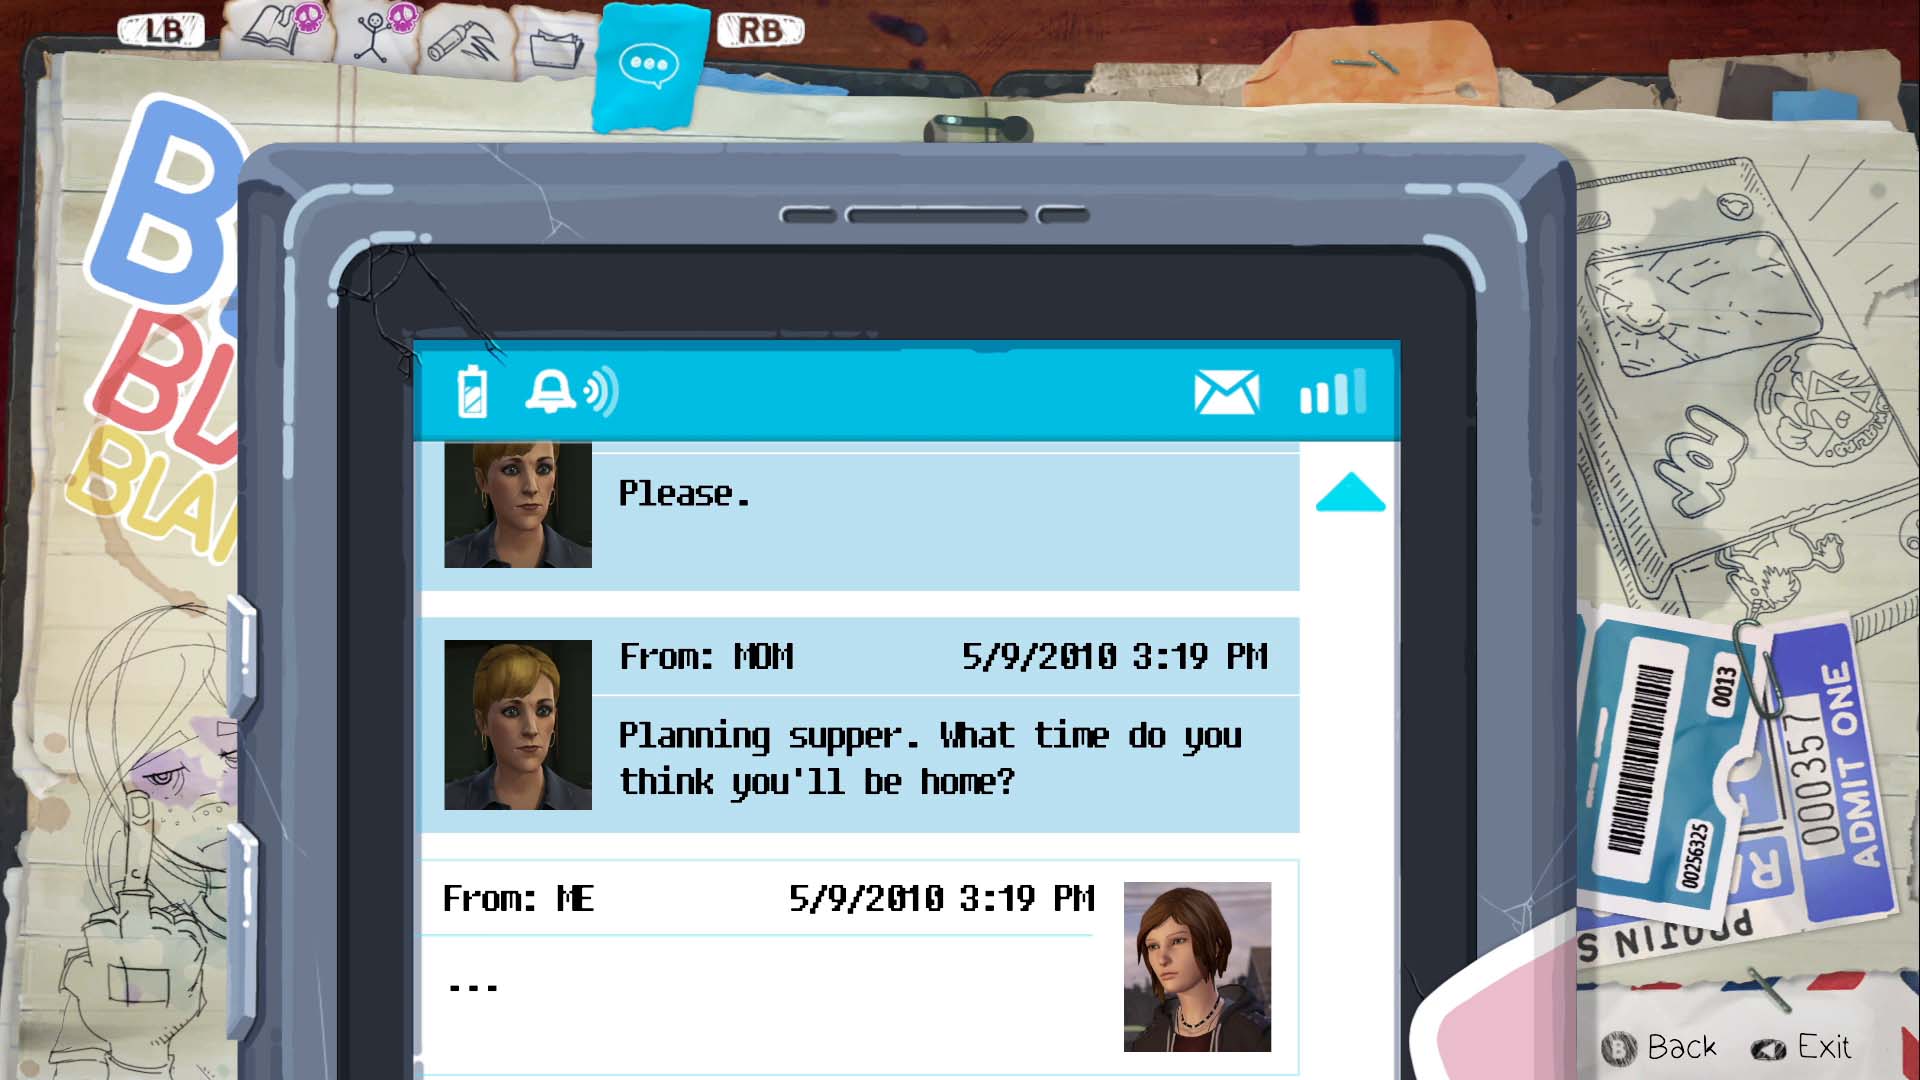 LB
RB
Please.
From: MOM 5/9/2010 3:19 PM
Planning supper. What time do you
think you'll be home?
From: ME 5/9/2010 3:19 PM
...
0013
00256325
000357
ADMIT ONE
B Back Exit